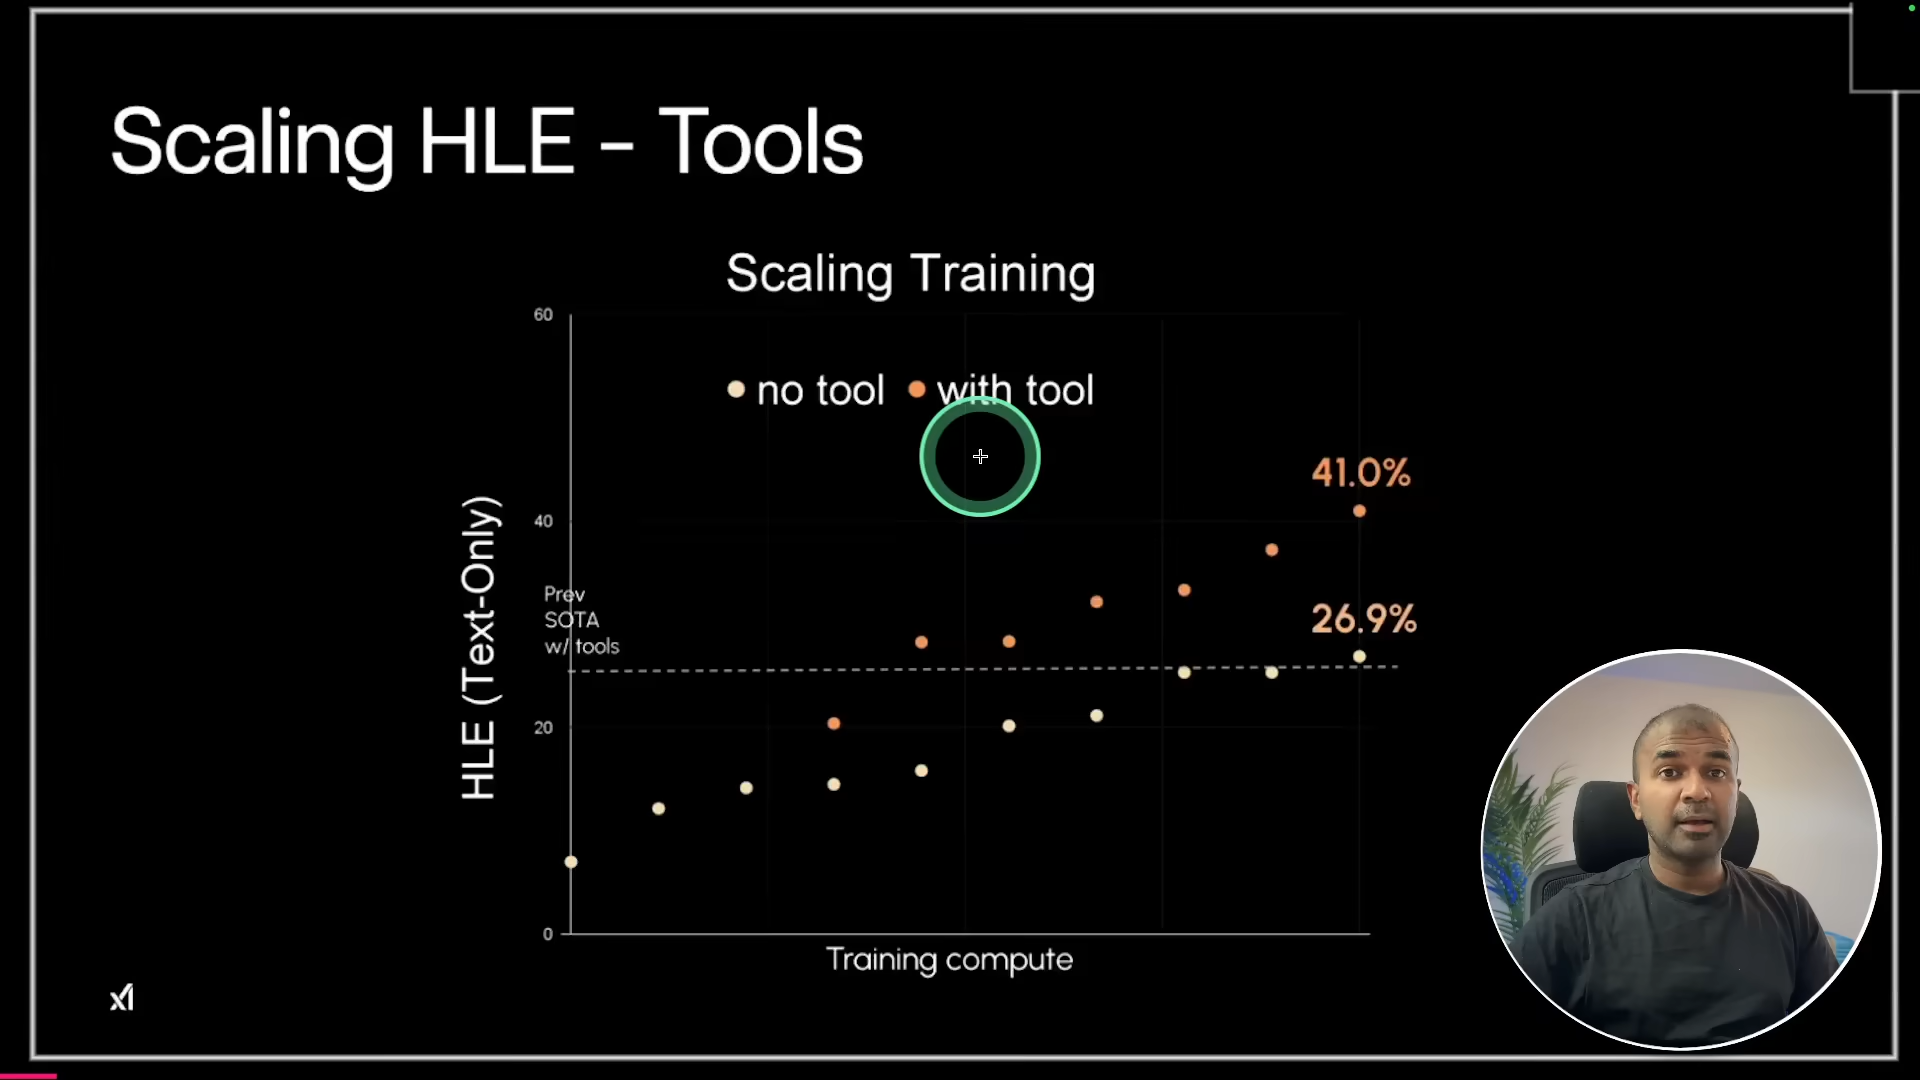 Scaling HLE – Tools
Scaling Training
60
no tool with tool
41.0%
40
Prev
SOTA
w/ tools
26.9%
HLE (Text-Only)
20
0
Training compute
xI